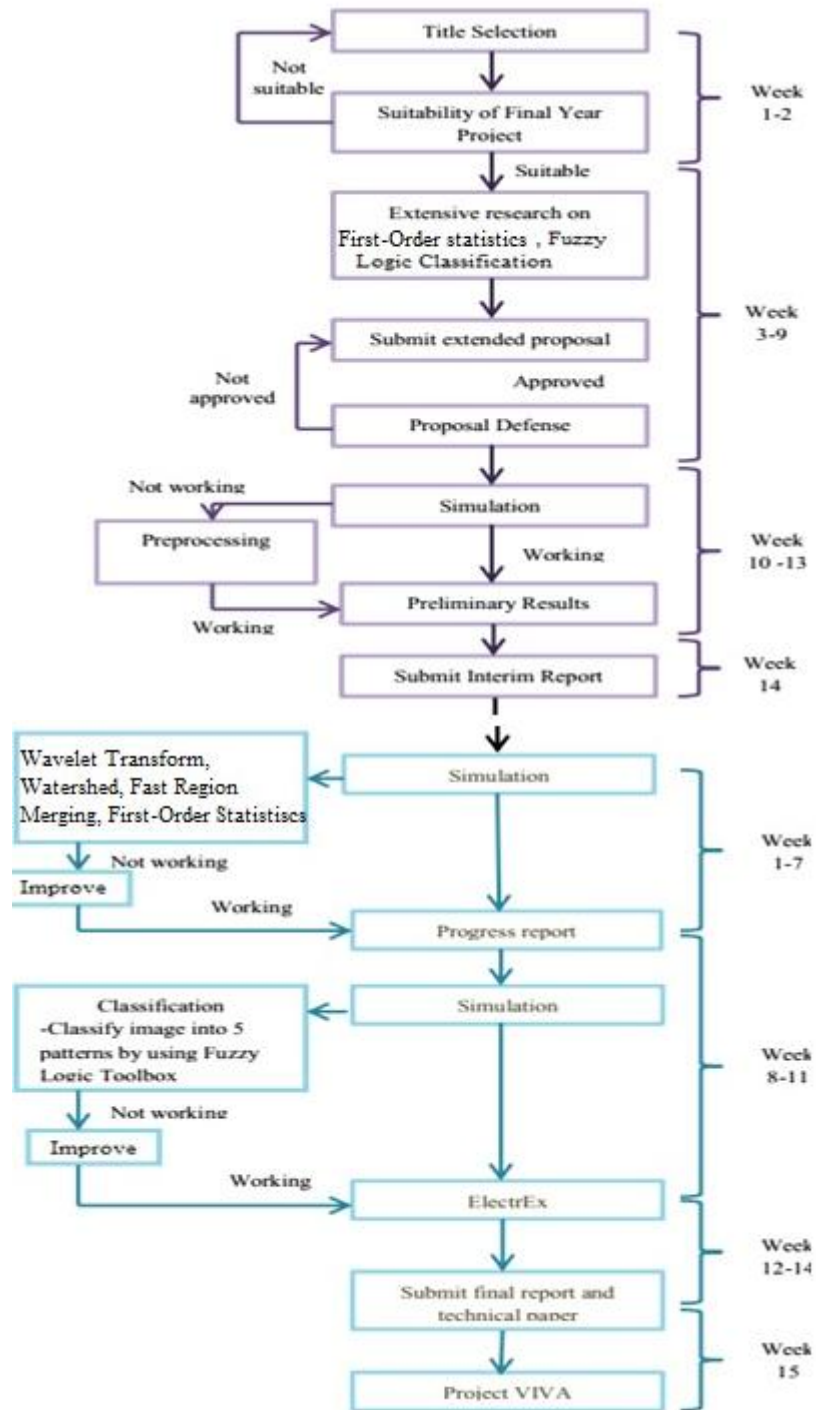 Title Selection
Not
suitable
Week
1-2
Suitability of Final Year
Project
Suitable
Extensive research on
First-Order statistics , Fuzzy
Logic Classification
Week
3-9
Submit extended proposal
Not
approved
Approved
Proposal Defense
Not working
Simulation
Preprocessing
Week
10 -13
Working
Preliminary Results
Working
Submit Interim Report
Week
14
Wavelet Transform,
Watershed, Fast Region
Merging, First-Order Statistiscs
Simulation
Week
1-7
Not working
Improve
Working
Progress report
Classification
-Classify image into 5
patterns by using Fuzzy
Logic Toolbox
Simulation
Week
8-11
Not working
Improve
Working
ElectrEx
Week
12-14
Submit final report and
technical paper
Week
15
Project VIVA